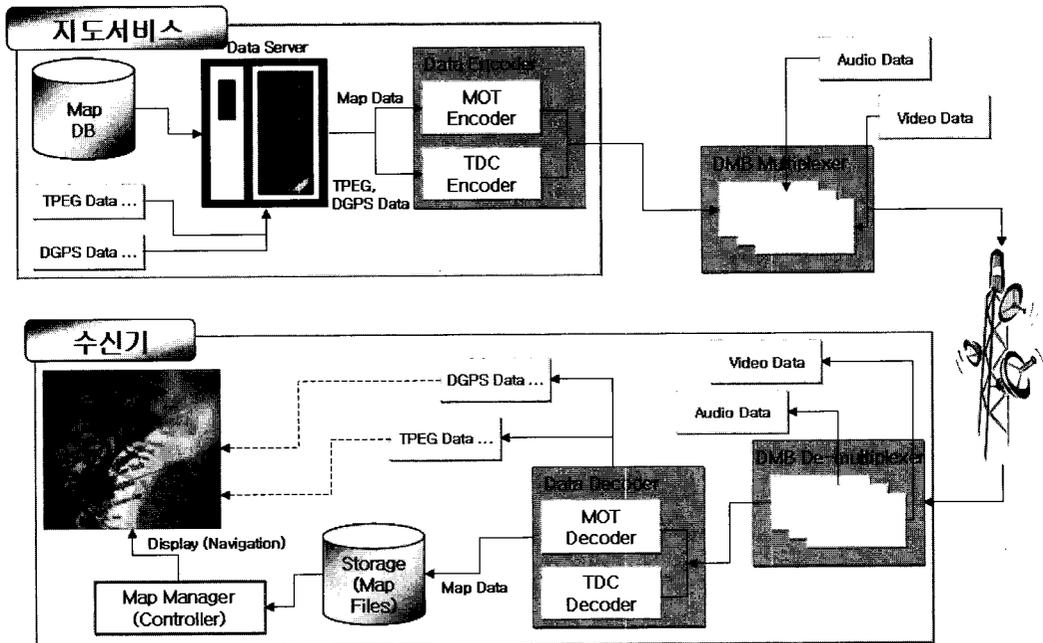 지도서비스
Data Server
Map
DB
TPEG Data ...
DGPS Data ...
Map Data
TPEG,
DGPS Data
Data Encoder
MOT
Encoder
TDC
Encoder
Audio Data
Video Data
DMB Multiplexer
수신기
DGPS Data ...
TPEG Data ...
Video Data
Audio Data
DMB De-multiplexer
Data Decoder
MOT
Decoder
TDC
Decoder
Display (Navigation)
Storage
(Map
Files)
Map Data
Map Manager
(Controller)